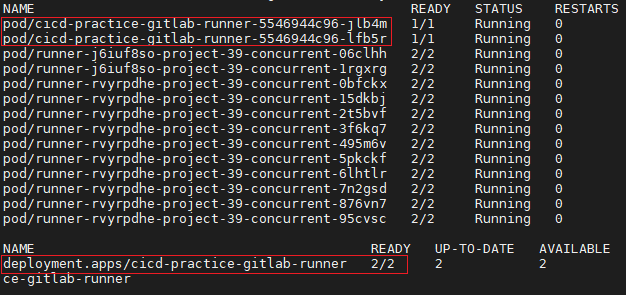 NAME READY STATUS RESTARTS
pod/cicd-practice-gitlab-runner-5546944c96-jlb4m 1/1 Running 0
pod/cicd-practice-gitlab-runner-5546944c96-lfb5r 1/1 Running 0
pod/runner-j6iuf8so-project-39-concurrent-06clhh 2/2 Running 0
pod/runner-j6iuf8so-project-39-concurrent-1rgxrg 2/2 Running 0
pod/runner-rvyrpdhe-project-39-concurrent-0bfckx 2/2 Running 0
pod/runner-rvyrpdhe-project-39-concurrent-15dkbj 2/2 Running 0
pod/runner-rvyrpdhe-project-39-concurrent-2t5bvf 2/2 Running 0
pod/runner-rvyrpdhe-project-39-concurrent-3f6kq7 2/2 Running 0
pod/runner-rvyrpdhe-project-39-concurrent-495m6v 2/2 Running 0
pod/runner-rvyrpdhe-project-39-concurrent-5pkckf 2/2 Running 0
pod/runner-rvyrpdhe-project-39-concurrent-6lhtlr 2/2 Running 0
pod/runner-rvyrpdhe-project-39-concurrent-7n2gsd 2/2 Running 0
pod/runner-rvyrpdhe-project-39-concurrent-876vn7 2/2 Running 0
pod/runner-rvyrpdhe-project-39-concurrent-95cvsc 2/2 Running 0
NAME READY UP-TO-DATE AVAILABLE
deployment.apps/cicd-practice-gitlab-runner 2/2 2 2
ce-gitlab-runner